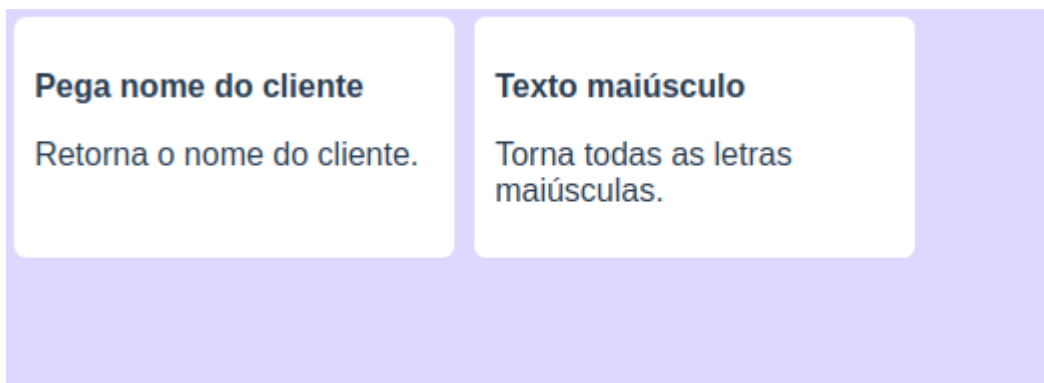 Pega nome do cliente
Retorna o nome do cliente.
Texto maiúsculo
Torna todas as letras
maiúsculas.